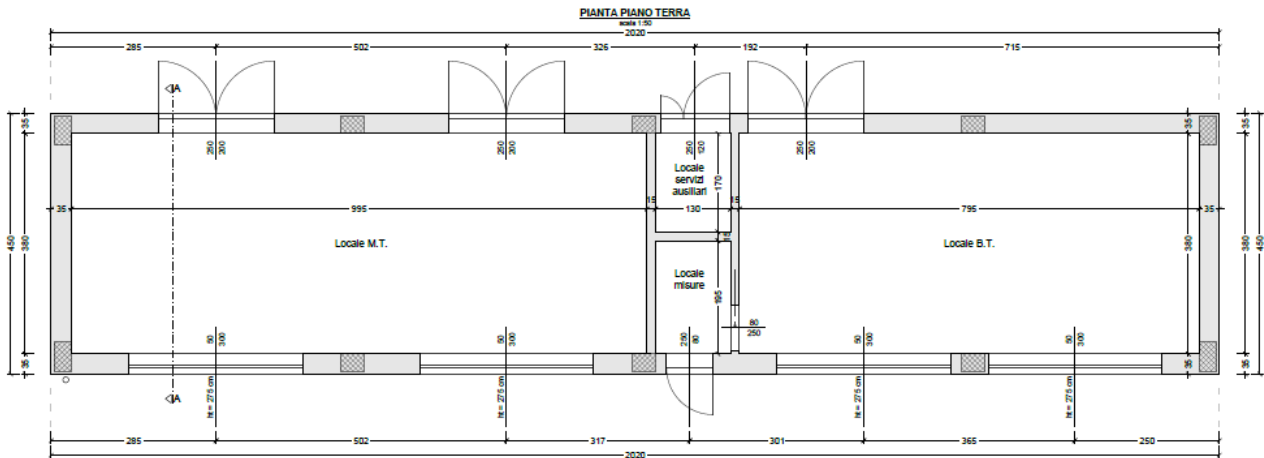 PIANTA PIANO TERRA
scala 1:50
2020
285 502 326 192 715
A
35 35 35 35
250 200 250 200 250 120 250 200
Locale
servizi
ausiliari
170
35 995 15 130 15 795 35
450 380 380 380 450
Locale M.T. 15 Locale B.T.
Locale
misure
195
50 300 50 300 250 80 80 250 50 300 50 300
35 35 35 35
ht= 275 cm ht= 275 cm ht= 275 cm ht= 275 cm
A
285 502 317 301 365 250
2020